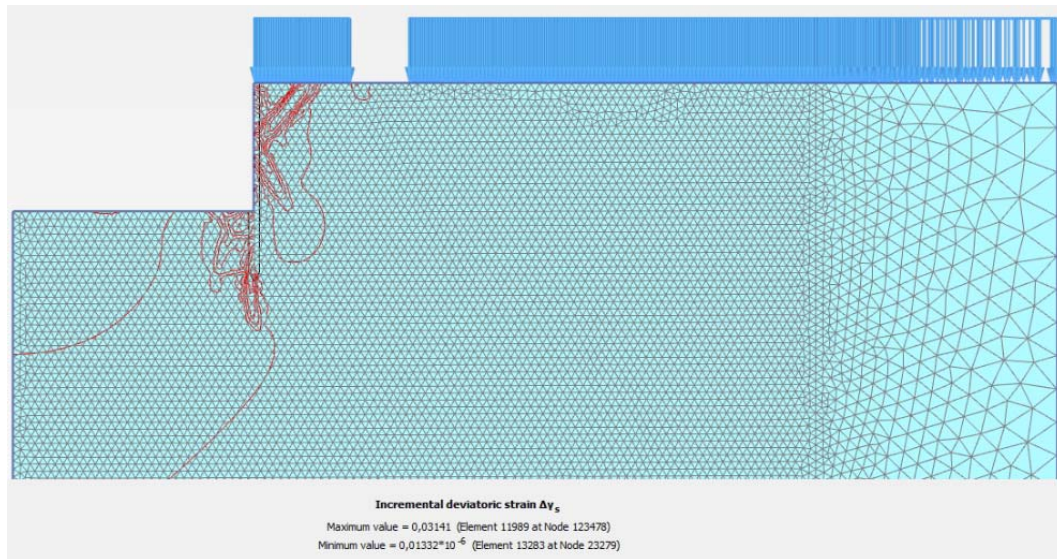 Incremental deviatoric strain Δγs
Maximum value = 0,03141 (Element 11989 at Node 123478)
Minimum value = 0,01332*10-6 (Element 13283 at Node 23279)